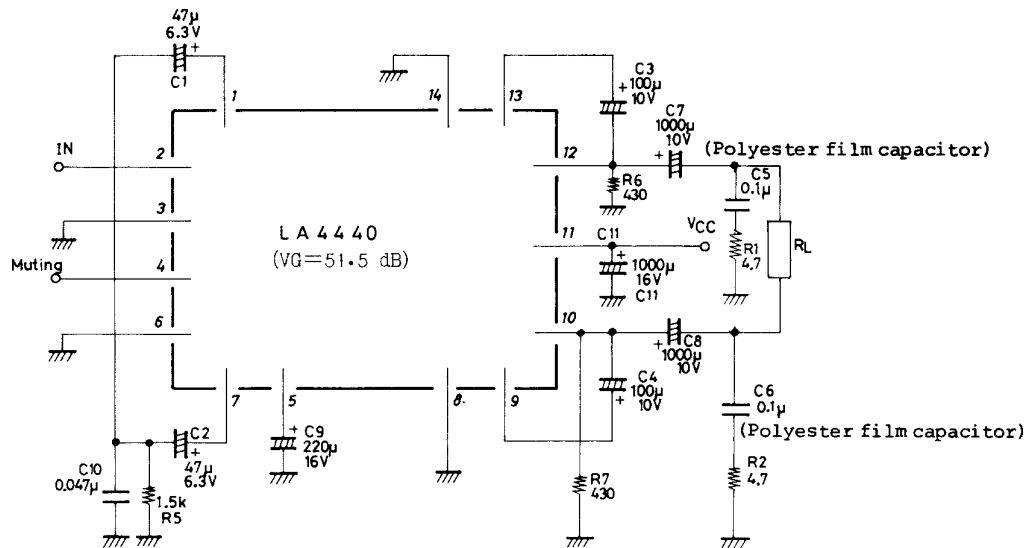 47µ
6.3V
+
C1
1
14
13
+
C3
100µ
10V
C7
1000µ
10V
+
(Polyester film capacitor)
IN
2
12
R6
430
C5
0.1µ
R1
4.7
RL
3
LA4440
(VG=51.5 dB)
11
C11
VCC
+
1000µ
16V
C11
Muting
4
6
10
+
C8
1000µ
10V
C4
100µ
10V
+
7
5
8.
9
C6
0.1µ
(Polyester film capacitor)
C2
+
47µ
6.3V
+
C9
220µ
16V
C10
0.047µ
1.5k
R5
R7
430
R2
4.7